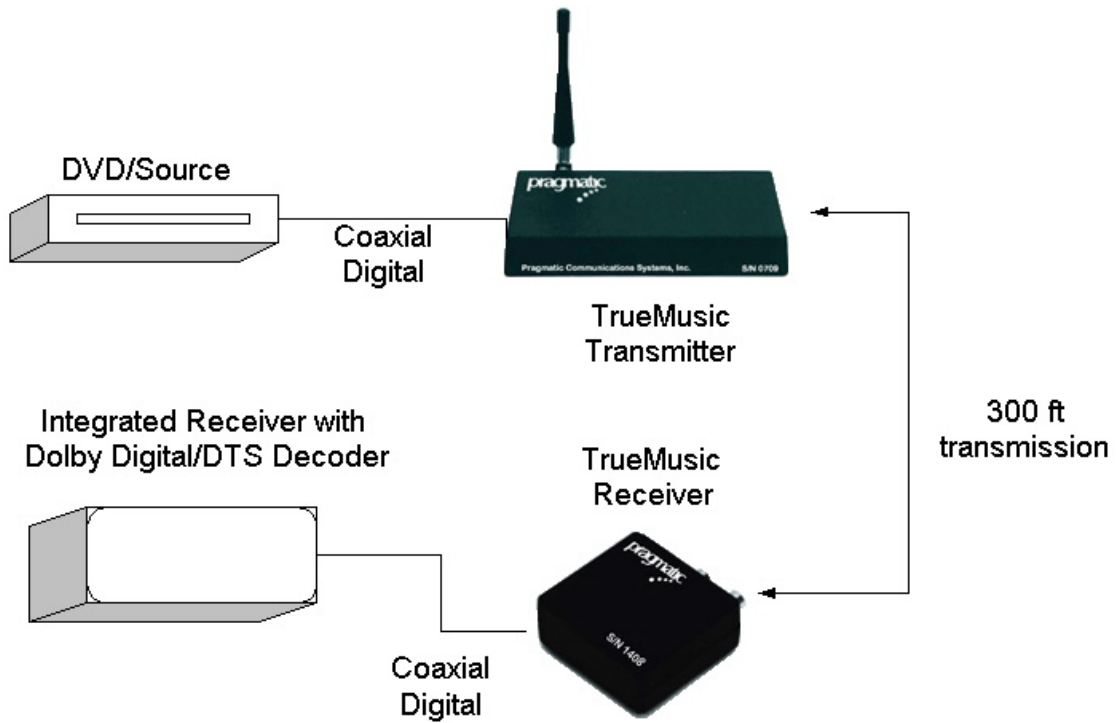 DVD/Source
Coaxial
Digital
pragmatic
Pragmatic Communications Systems, Inc.
S/N 0709
TrueMusic
Transmitter
300 ft
transmission
Integrated Receiver with
Dolby Digital/DTS Decoder
TrueMusic
Receiver
pragmatic
S/N 1408
Coaxial
Digital